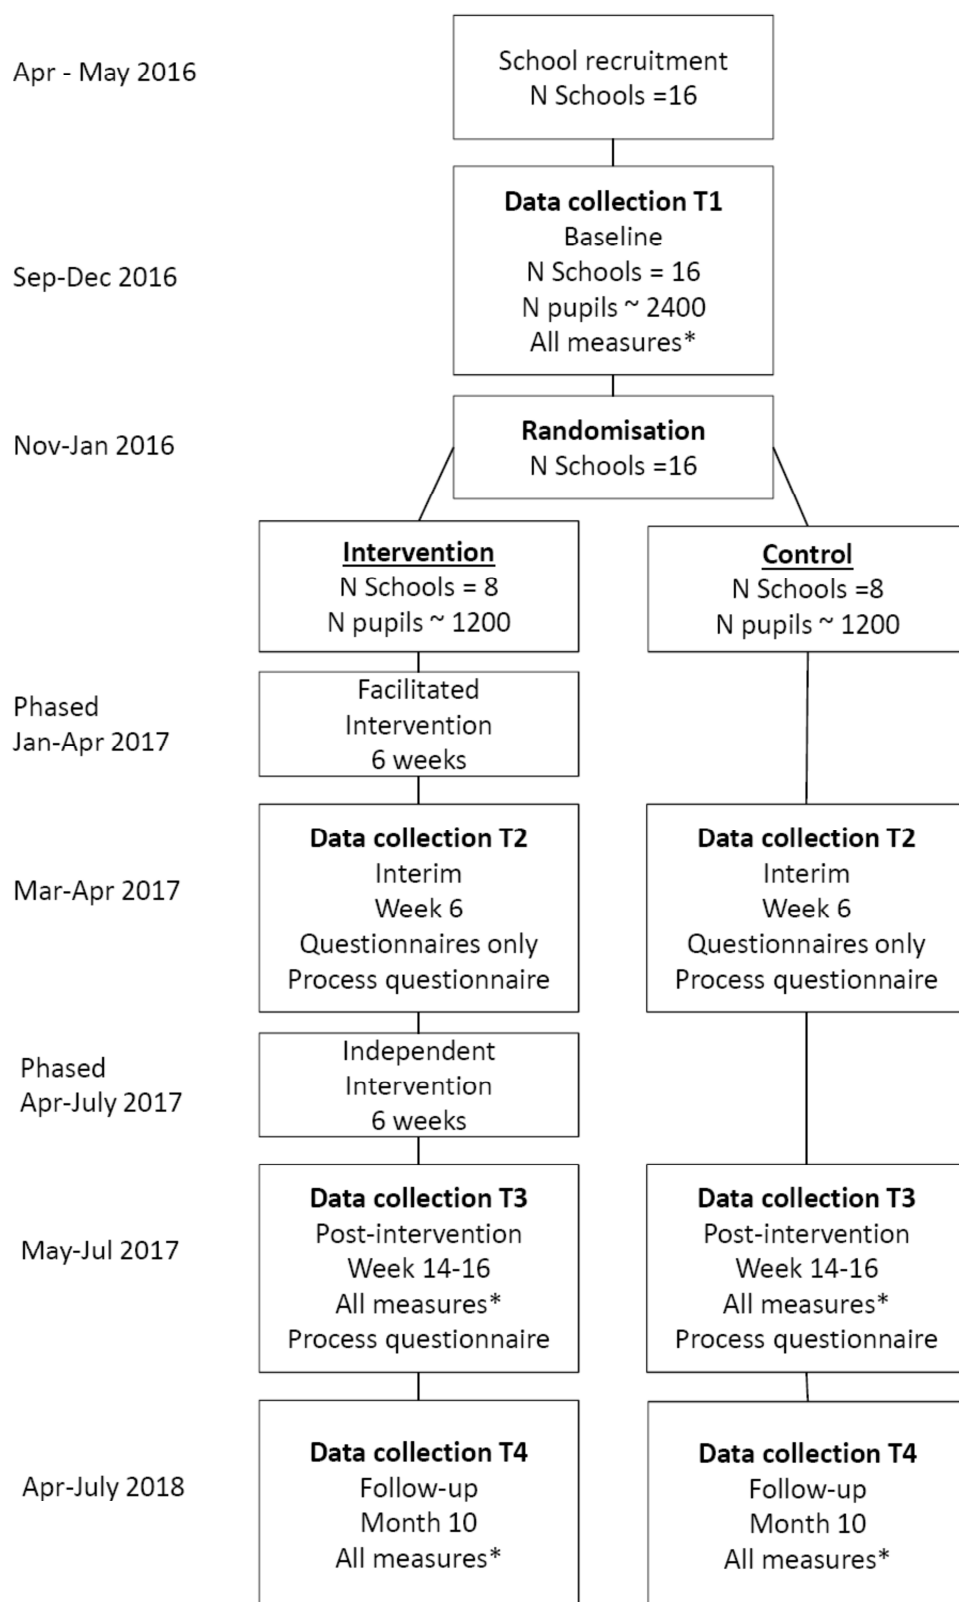 Apr - May 2016
School recruitment
N Schools =16
Sep-Dec 2016
Data collection T1
Baseline
N Schools = 16
N pupils ~ 2400
All measures*
Nov-Jan 2016
Randomisation
N Schools =16
Intervention
N Schools = 8
N pupils ~ 1200
Control
N Schools =8
N pupils ~ 1200
Phased
Jan-Apr 2017
Facilitated
Intervention
6 weeks
Mar-Apr 2017
Data collection T2
Interim
Week 6
Questionnaires only
Process questionnaire
Data collection T2
Interim
Week 6
Questionnaires only
Process questionnaire
Phased
Apr-July 2017
Independent
Intervention
6 weeks
May-Jul 2017
Data collection T3
Post-intervention
Week 14-16
All measures*
Process questionnaire
Data collection T3
Post-intervention
Week 14-16
All measures*
Process questionnaire
Apr-July 2018
Data collection T4
Follow-up
Month 10
All measures*
Data collection T4
Follow-up
Month 10
All measures*